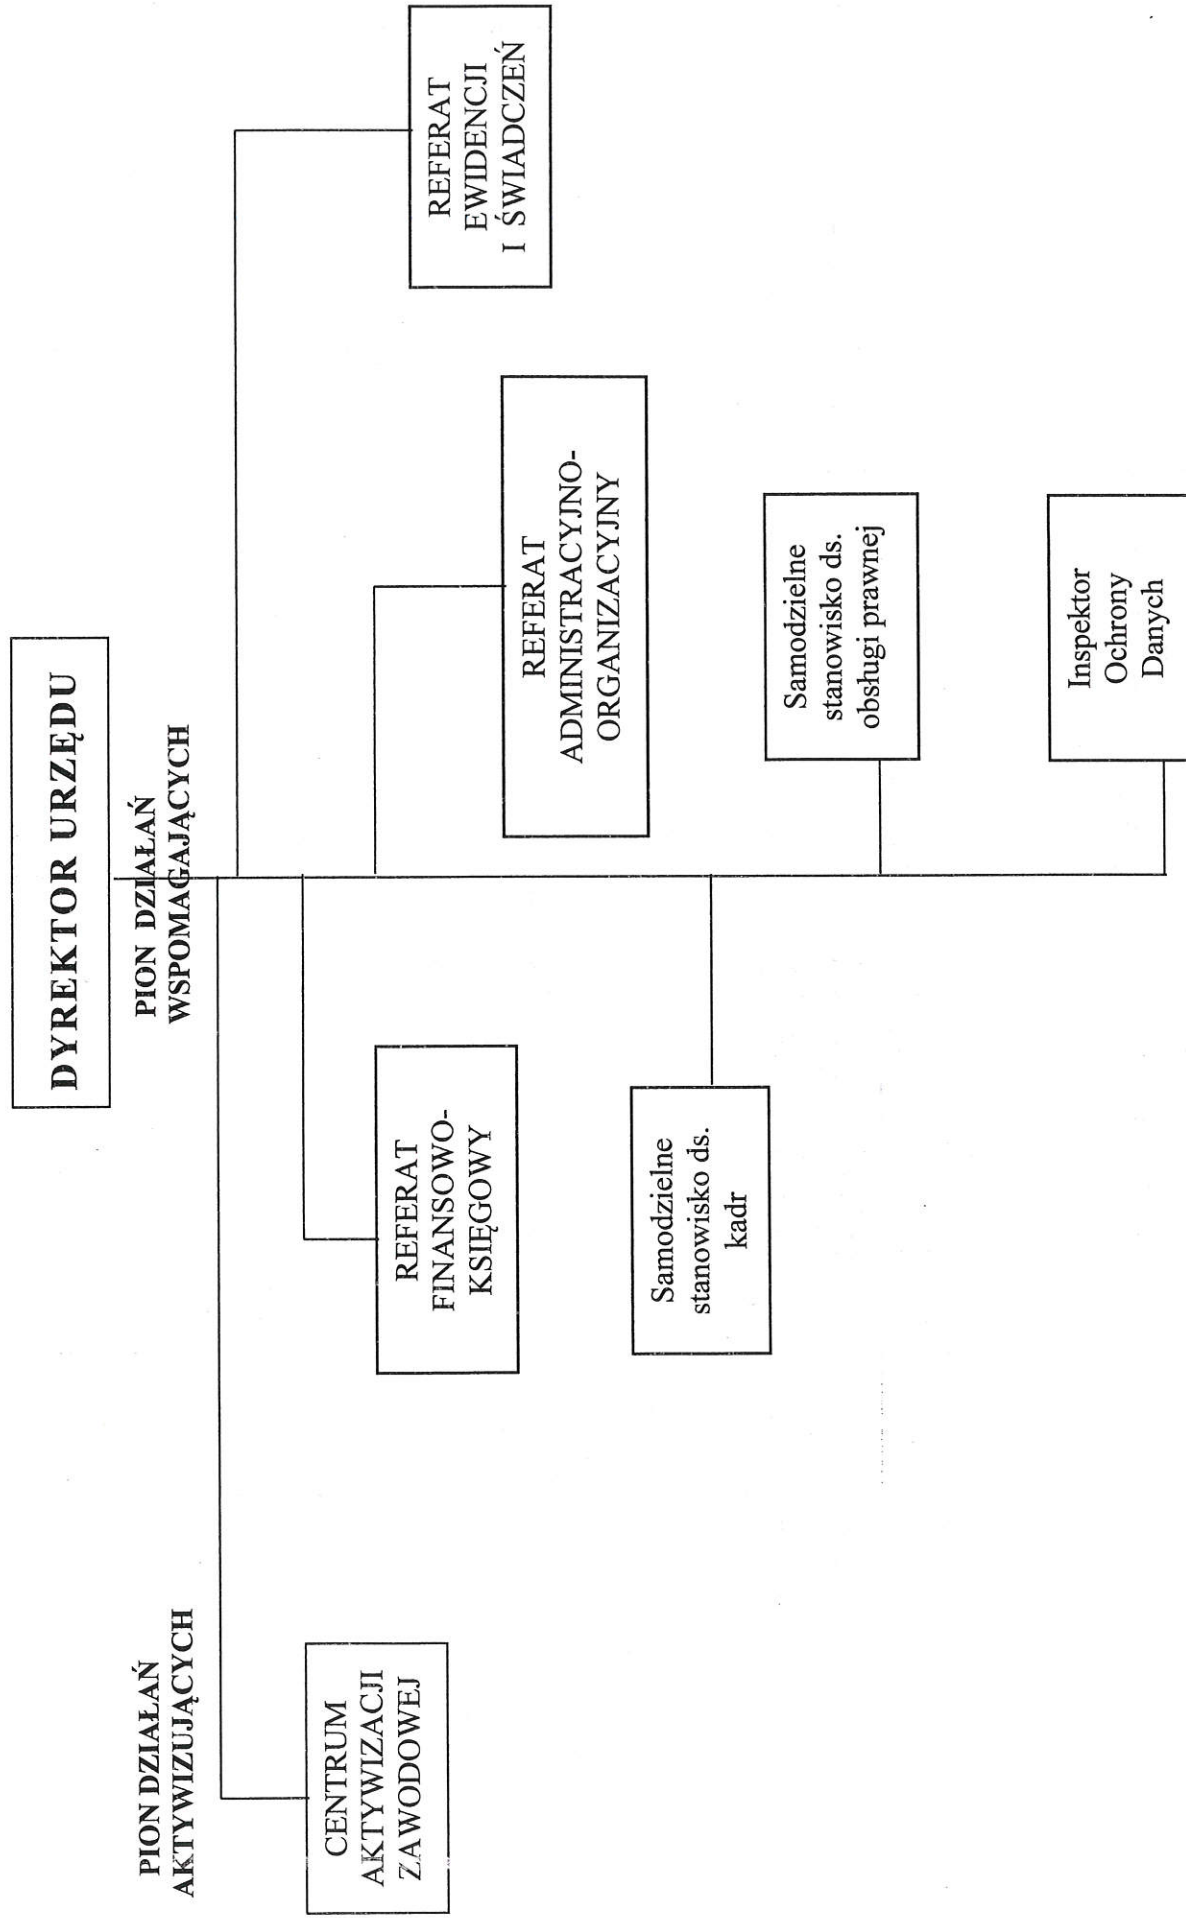 DYREKTOR URZĘDU
PION DZIAŁAŃ
AKTYWIZUJĄCYCH
PION DZIAŁAŃ
WSPOMAGAJĄCYCH
CENTRUM
AKTYWIZACJI
ZAWODOWEJ
REFERAT
FINANSOWO-
KSIĘGOWY
REFERAT
ADMINISTRACYJNO-
ORGANIZACYJNY
REFERAT
EWIDENCJI
I ŚWIADCZEŃ
Samodzielne
stanowisko ds.
kadr
Samodzielne
stanowisko ds.
obsługi prawnej
Inspektor
Ochrony
Danych